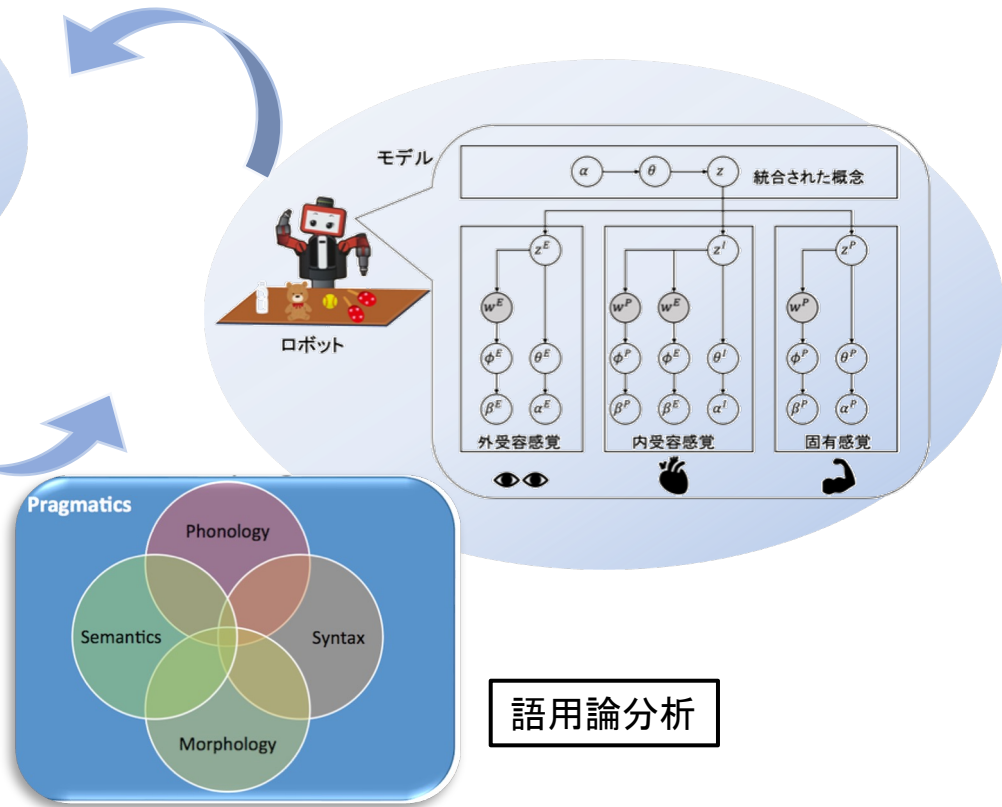 モデル
α θ z 統合された概念
z^E z^I z^P
w^E w^P w^E w^P
ϕ^E θ^E ϕ^P ϕ^E θ^I ϕ^P θ^P
β^E α^E β^P β^E α^I β^P α^P
外受容感覚 内受容感覚 固有感覚
ロボット
Pragmatics
Phonology
Semantics Syntax
Morphology
語用論分析